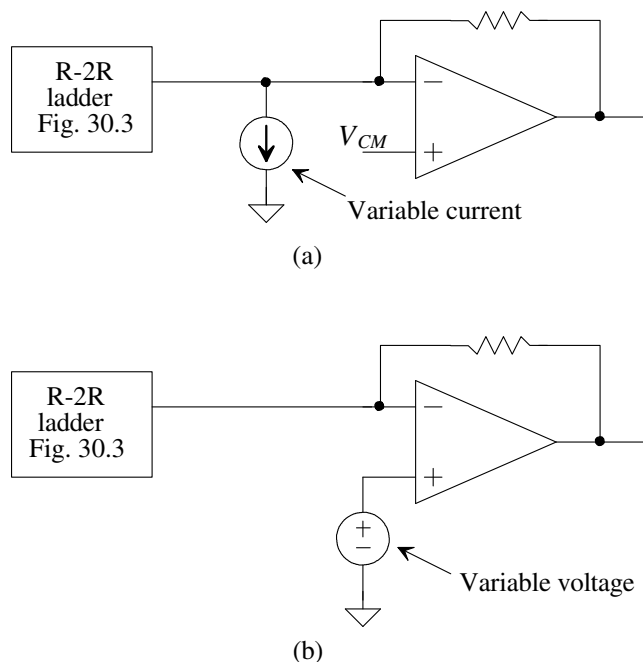 R-2R
ladder
Fig. 30.3
−
V_CM
+
Variable current
(a)
R-2R
ladder
Fig. 30.3
−
+
+
−
Variable voltage
(b)